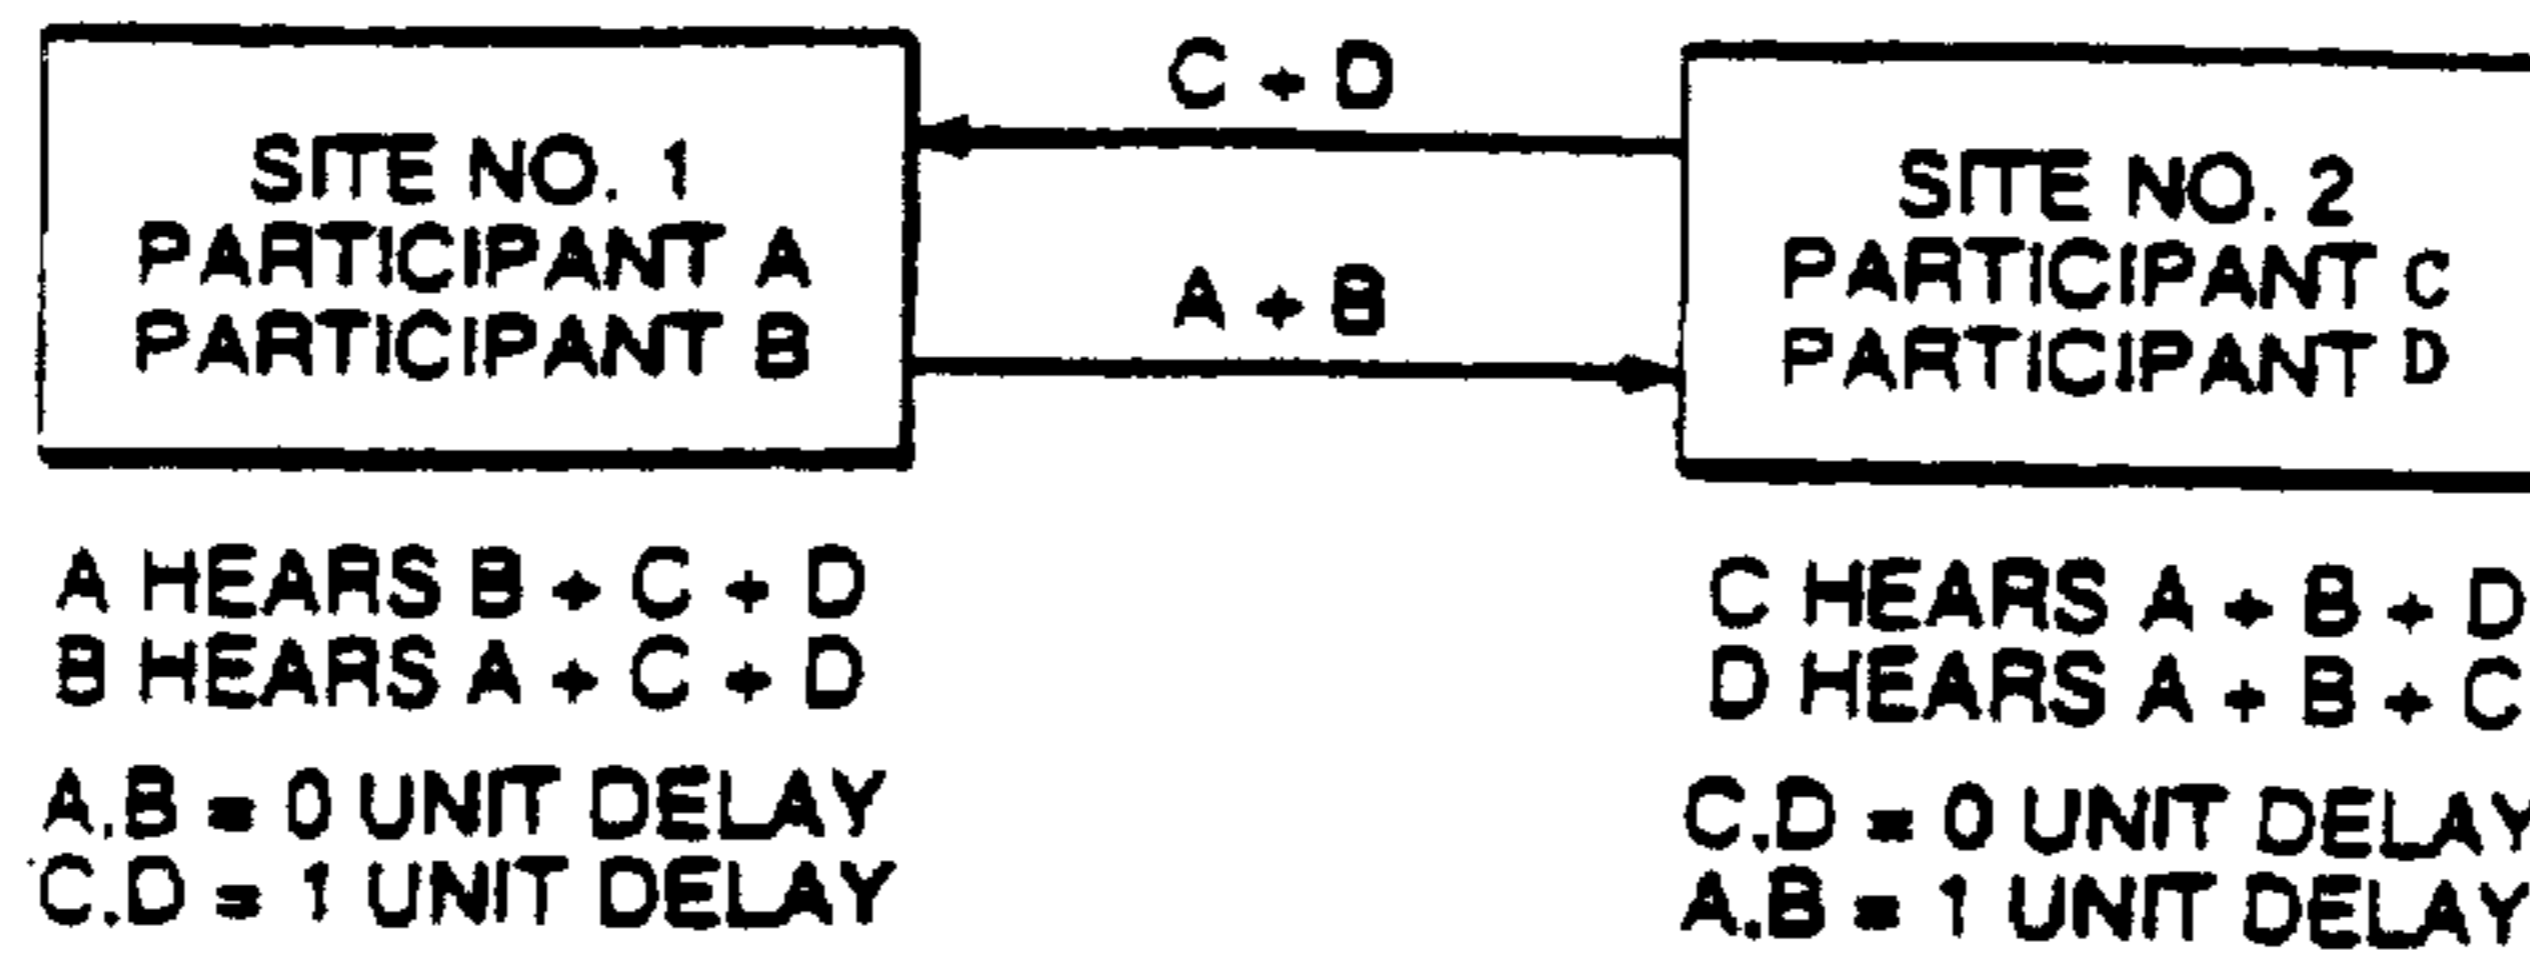 SITE NO. 1
PARTICIPANT A
PARTICIPANT B
C + D
A + B
SITE NO. 2
PARTICIPANT C
PARTICIPANT D
A HEARS B + C + D
B HEARS A + C + D
A.B = 0 UNIT DELAY
C.D = 1 UNIT DELAY
C HEARS A + B + D
D HEARS A + B + C
C.D = 0 UNIT DELAY
A.B = 1 UNIT DELAY